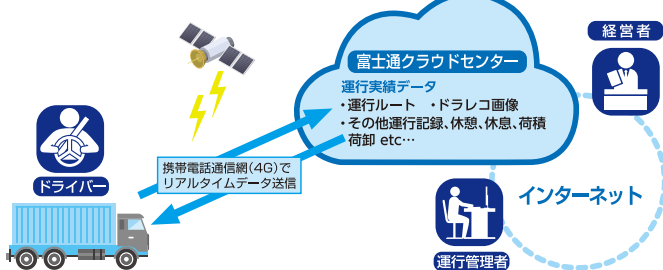 経営者
富士通クラウドセンター
運行実績データ
・運行ルート ・ドラレコ画像
・その他運行記録、休憩、休息、荷積
荷卸 etc…
携帯電話通信網(4G)で
リアルタイムデータ送信
ドライバー
インターネット
運行管理者